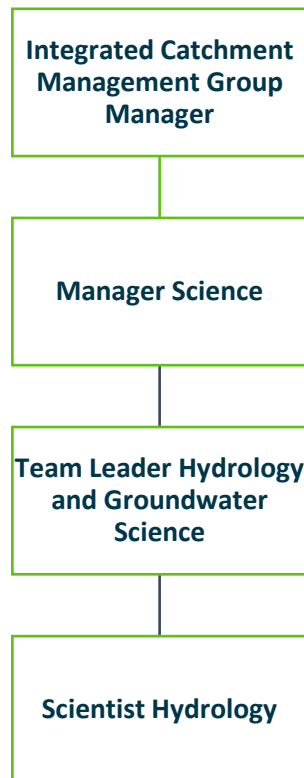 Integrated Catchment
Management Group
Manager
Manager Science
Team Leader Hydrology
and Groundwater
Science
Scientist Hydrology